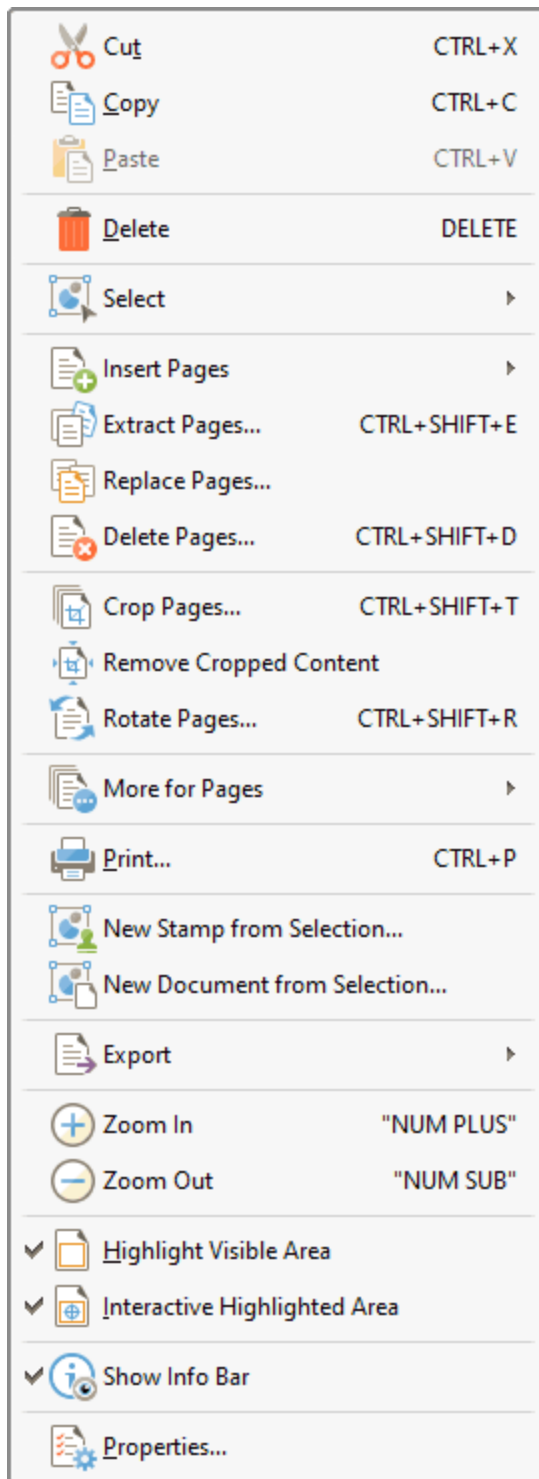 Cut CTRL+X
Copy CTRL+C
Paste CTRL+V
Delete DELETE
Select
Insert Pages
Extract Pages... CTRL+SHIFT+E
Replace Pages...
Delete Pages... CTRL+SHIFT+D
Crop Pages... CTRL+SHIFT+T
Remove Cropped Content
Rotate Pages... CTRL+SHIFT+R
More for Pages
Print... CTRL+P
New Stamp from Selection...
New Document from Selection...
Export
Zoom In "NUM PLUS"
Zoom Out "NUM SUB"
Highlight Visible Area
Interactive Highlighted Area
Show Info Bar
Properties...